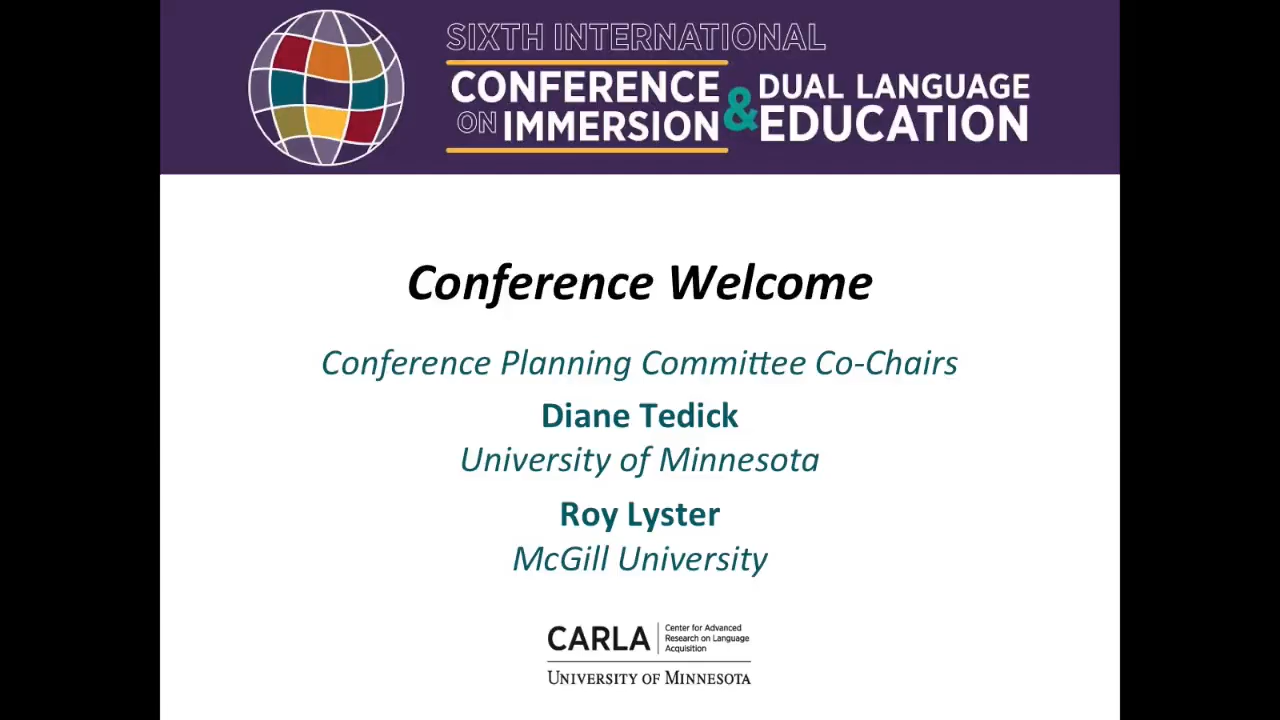 SIXTH INTERNATIONAL
CONFERENCE
ON IMMERSION
&
DUAL LANGUAGE
EDUCATION
Conference Welcome
Conference Planning Committee Co-Chairs
Diane Tedick
University of Minnesota
Roy Lyster
McGill University
CARLA
Center for Advanced
Research on Language
Acquisition
UNIVERSITY OF MINNESOTA